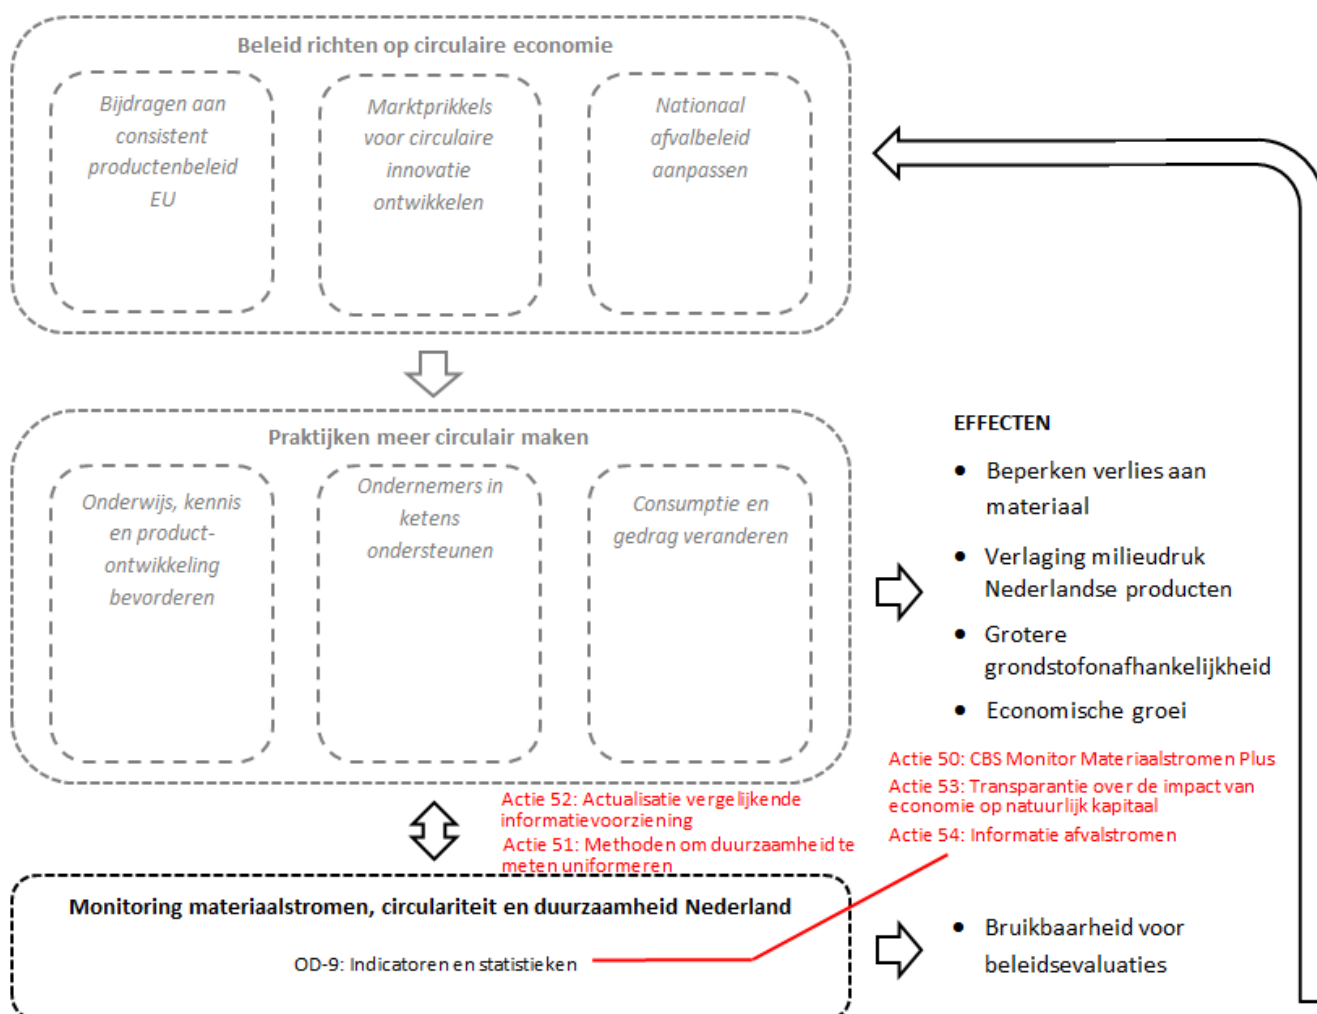 Beleid richten op circulaire economie
Bijdragen aan
consistent
productenbeleid
EU
Marktprikkels
voor circulaire
innovatie
ontwikkelen
Nationaal
afvalbeleid
aanpassen
Praktijken meer circulair maken
Onderwijs, kennis
en product-
ontwikkeling
bevorderen
Ondernemers in
ketens
ondersteunen
Consumptie en
gedrag veranderen
EFFECTEN
• Beperken verlies aan
materiaal
• Verlaging milieudruk
Nederlandse producten
• Grotere
grondstofonafhankelijkheid
• Economische groei
Actie 50: CBS Monitor Materiaalstromen Plus
Actie 53: Transparantie over de impact van
economie op natuurlijk kapitaal
Actie 54: Informatie afvalstromen
Actie 52: Actualisatie vergelijkende
informatievoorziening
Actie 51: Methoden om duurzaamheid te
meten uniformeren
Monitoring materiaalstromen, circulariteit en duurzaamheid Nederland
OD-9: Indicatoren en statistieken
• Bruikbaarheid voor
beleidsevaluaties